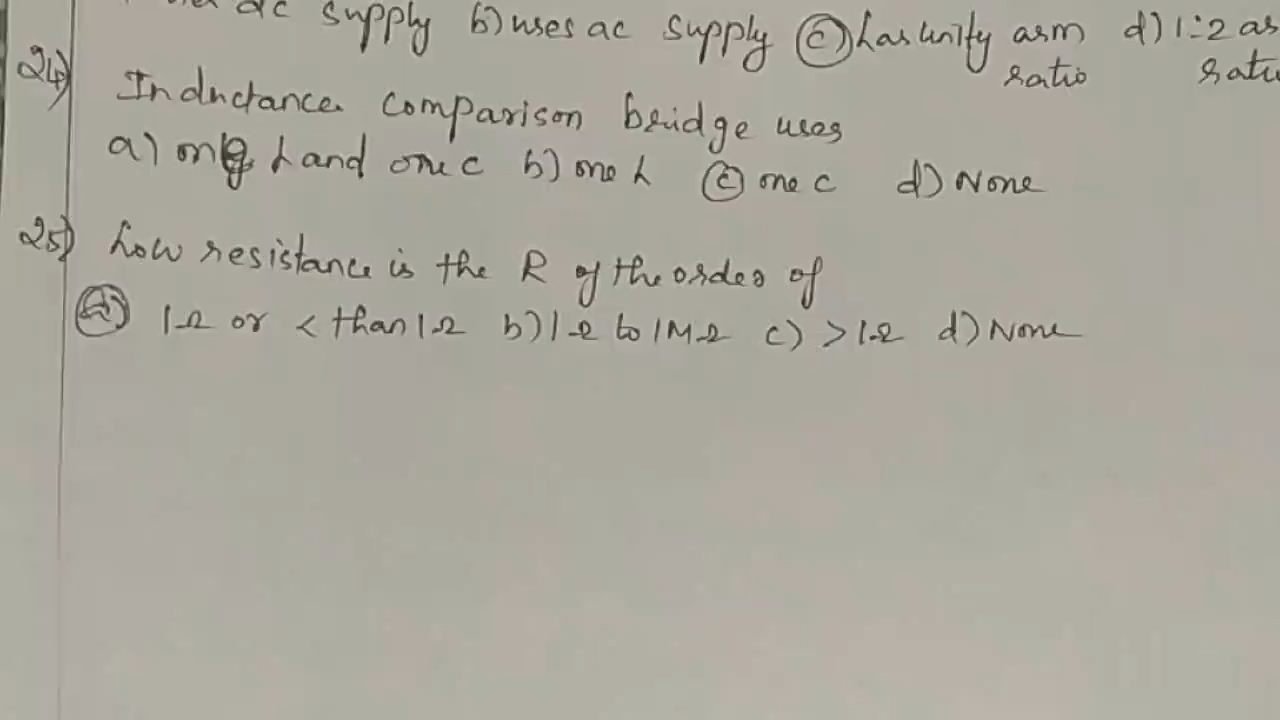 dc supply b) uses ac supply c) has unity arm d) 1:2 as
ratio ratio
24) Inductance comparison bridge uses
a) one L and one c b) one L c) one c d) None
25) Low resistance is the R of the order of
a) 1Ω or < than 1Ω b) 1Ω to 1MΩ c) > 1Ω d) None